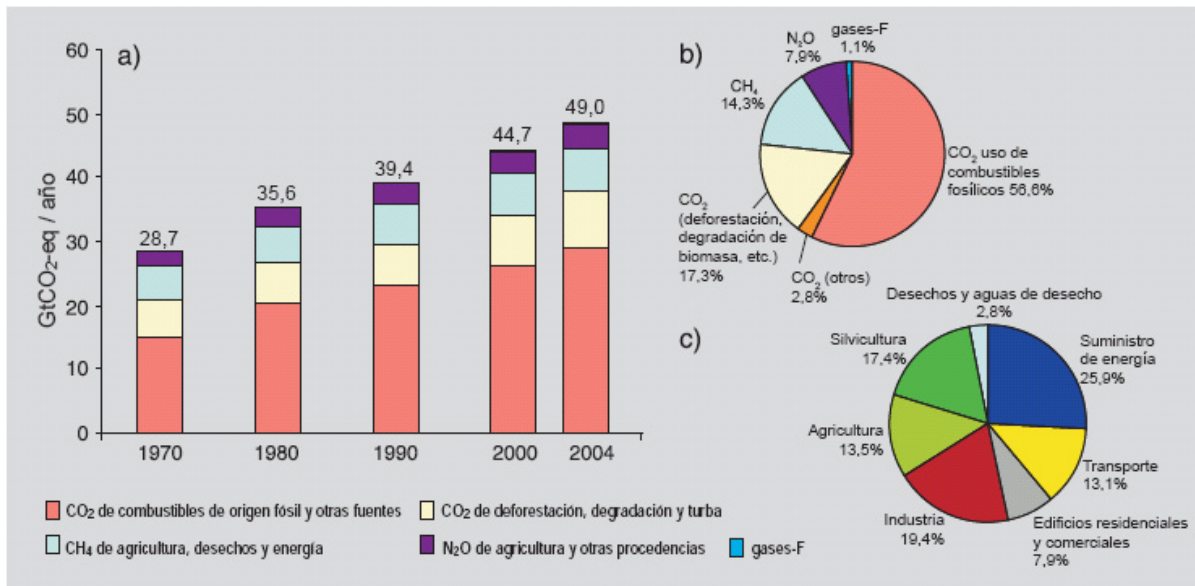 a)
GtCO₂-eq / año
60
50
40
30
20
10
0
28,7
35,6
39,4
44,7
49,0
1970
1980
1990
2000
2004
b)
gases-F
1,1%
N₂O
7,9%
CH₄
14,3%
CO₂ uso de
combustibles
fosílicos 56,6%
CO₂
(deforestación,
degradación de
biomasa, etc.)
17,3%
CO₂ (otros)
2,8%
c)
Desechos y aguas de desecho
2,8%
Silvicultura
17,4%
Suministro
de energía
25,9%
Agricultura
13,5%
Transporte
13,1%
Industria
19,4%
Edificios residenciales
y comerciales
7,9%
CO₂ de combustibles de origen fósil y otras fuentes
CO₂ de deforestación, degradación y turba
CH₄ de agricultura, desechos y energía
N₂O de agricultura y otras procedencias
gases-F